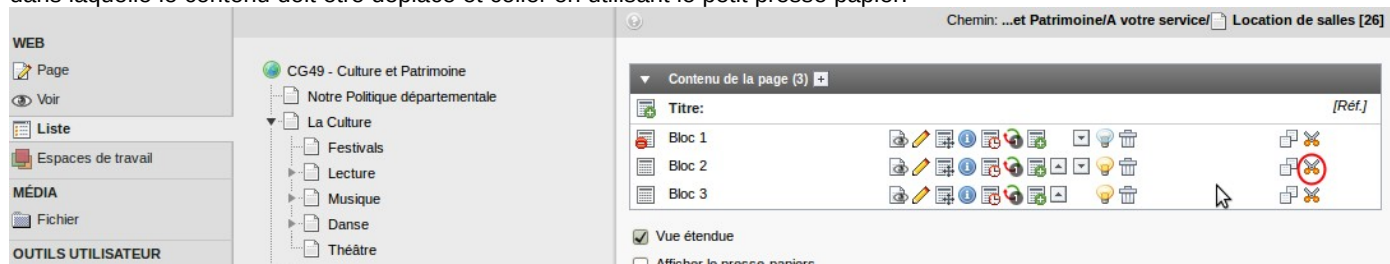 dans laquelle le contenu doit être déplacé et coller en utilisant le petit presse papier.
Chemin: ...et Patrimoine/A votre service/ Location de salles [26]
WEB
Page
Voir
Liste
Espaces de travail
MÉDIA
Fichier
OUTILS UTILISATEUR
CG49 - Culture et Patrimoine
Notre Politique départementale
La Culture
Festivals
Lecture
Musique
Danse
Théâtre
Contenu de la page (3)
Titre: [Réf.]
Bloc 1
Bloc 2
Bloc 3
Vue étendue
Afficher le presse-papiers